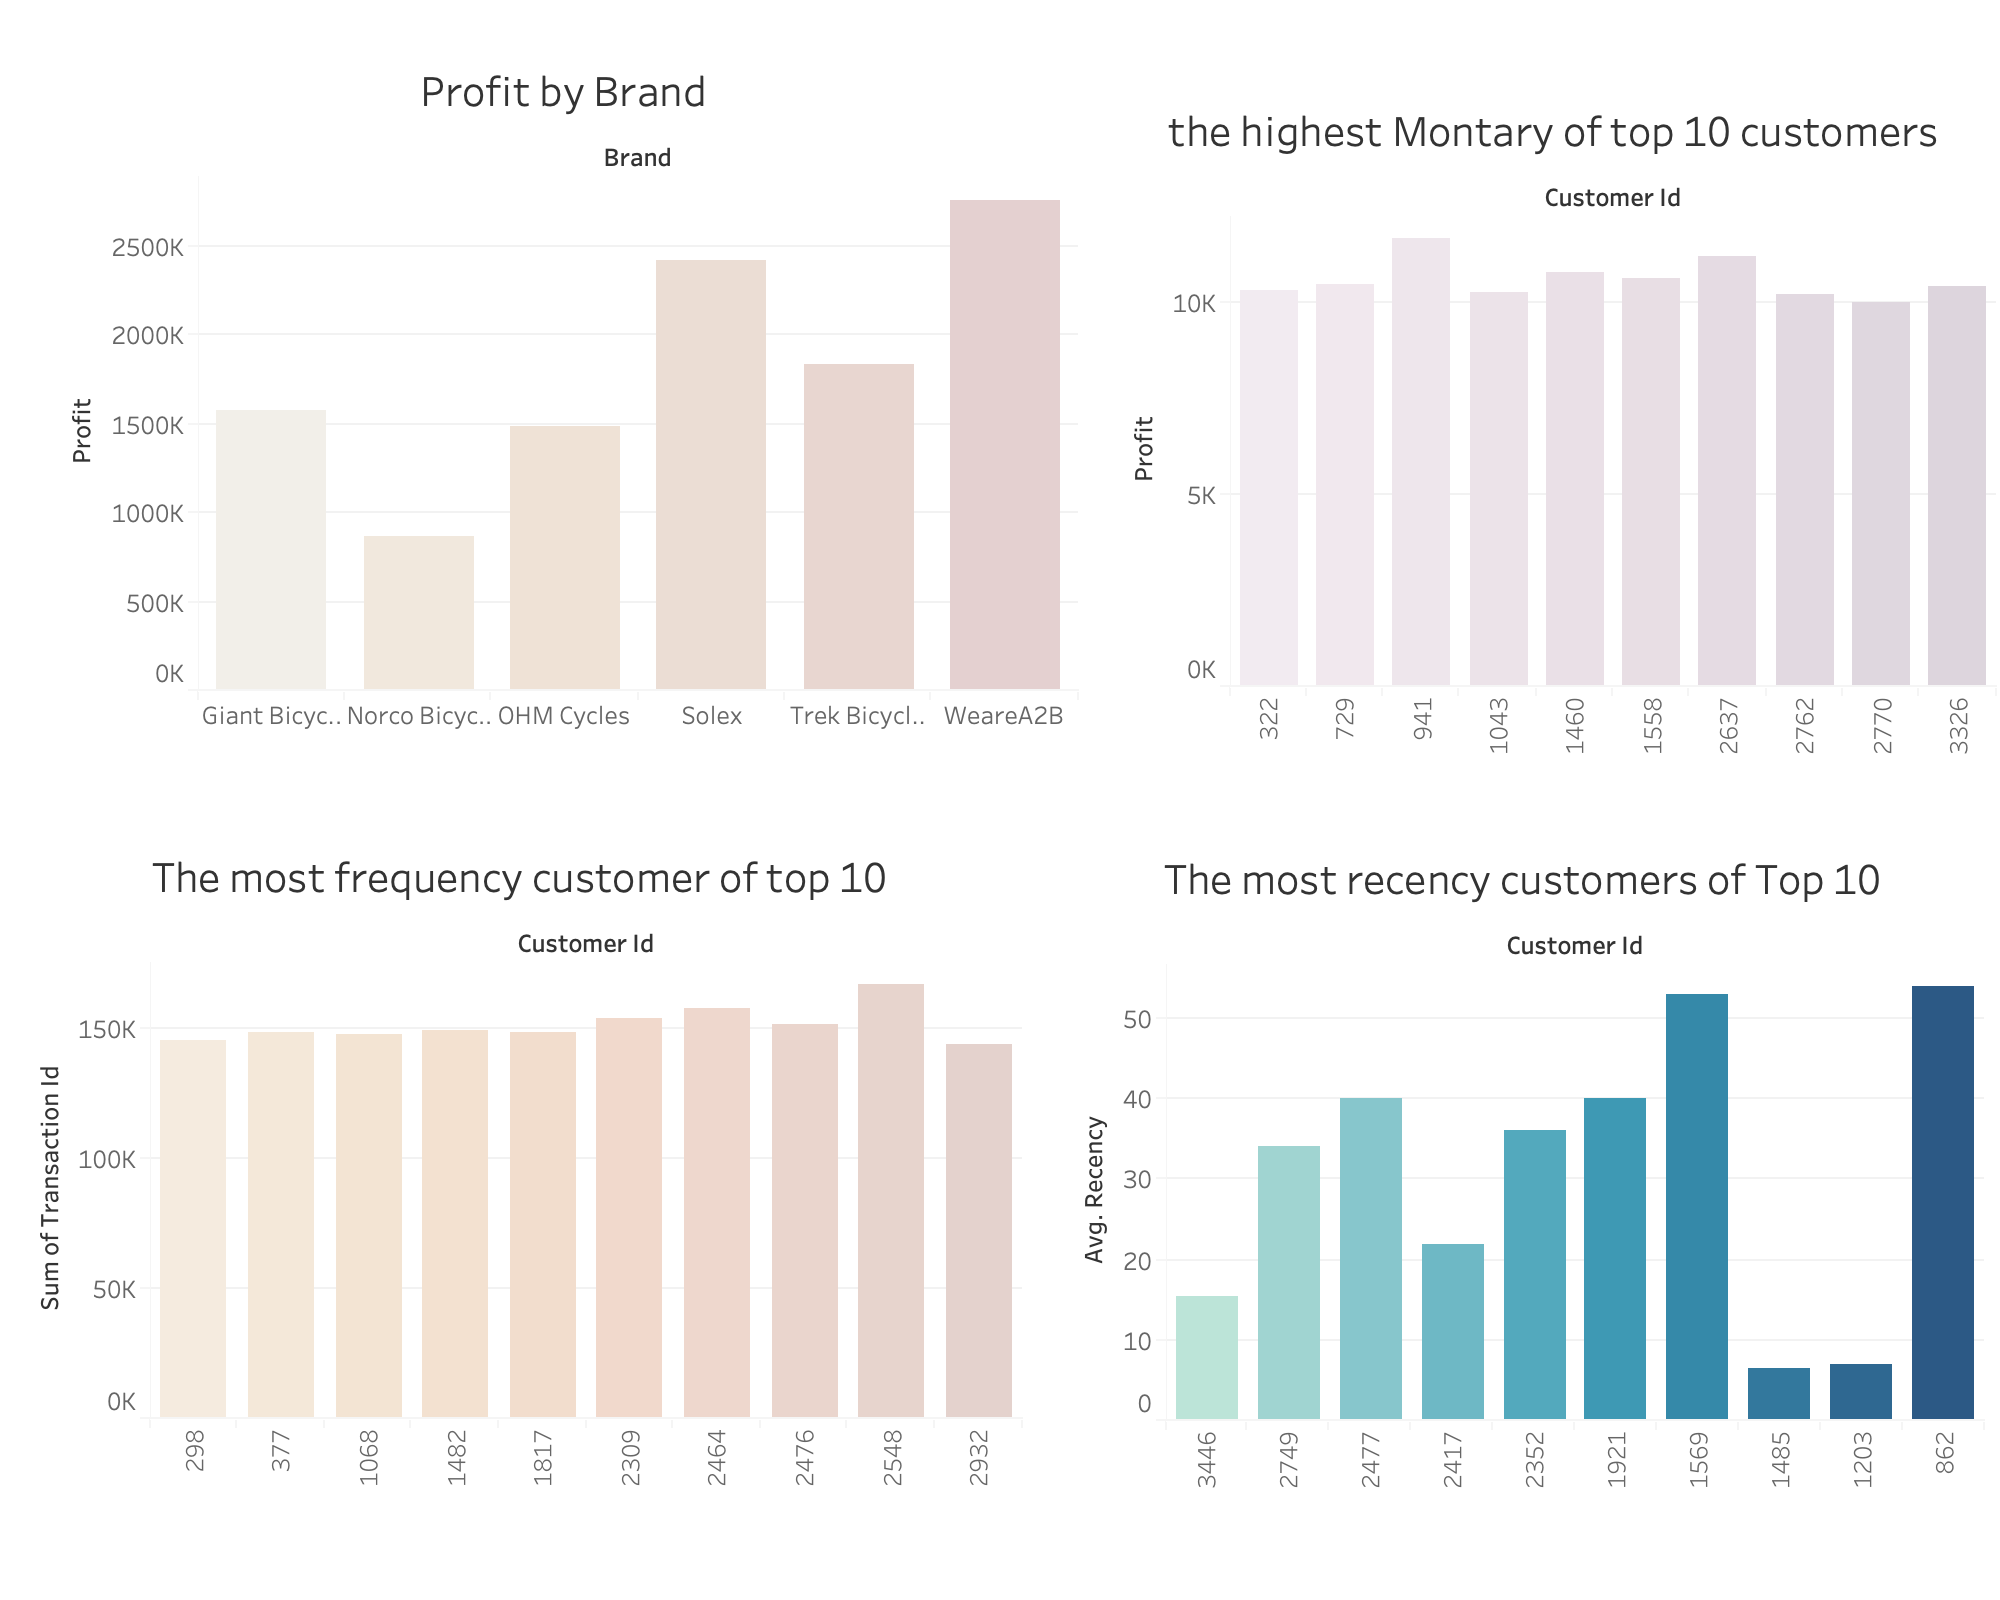 Profit by Brand
Brand
Profit
2500K
2000K
1500K
1000K
500K
0K
Giant Bicyc.. Norco Bicyc.. OHM Cycles Solex Trek Bicycl.. WeareA2B
the highest Montary of top 10 customers
Customer Id
Profit
10K
5K
0K
322 729 941 1043 1460 1558 2637 2762 2770 3326
The most frequency customer of top 10
Customer Id
Sum of Transaction Id
150K
100K
50K
0K
298 377 1068 1482 1817 2309 2464 2476 2548 2932
The most recency customers of Top 10
Customer Id
Avg. Recency
50
40
30
20
10
0
3446 2749 2477 2417 2352 1921 1569 1485 1203 862